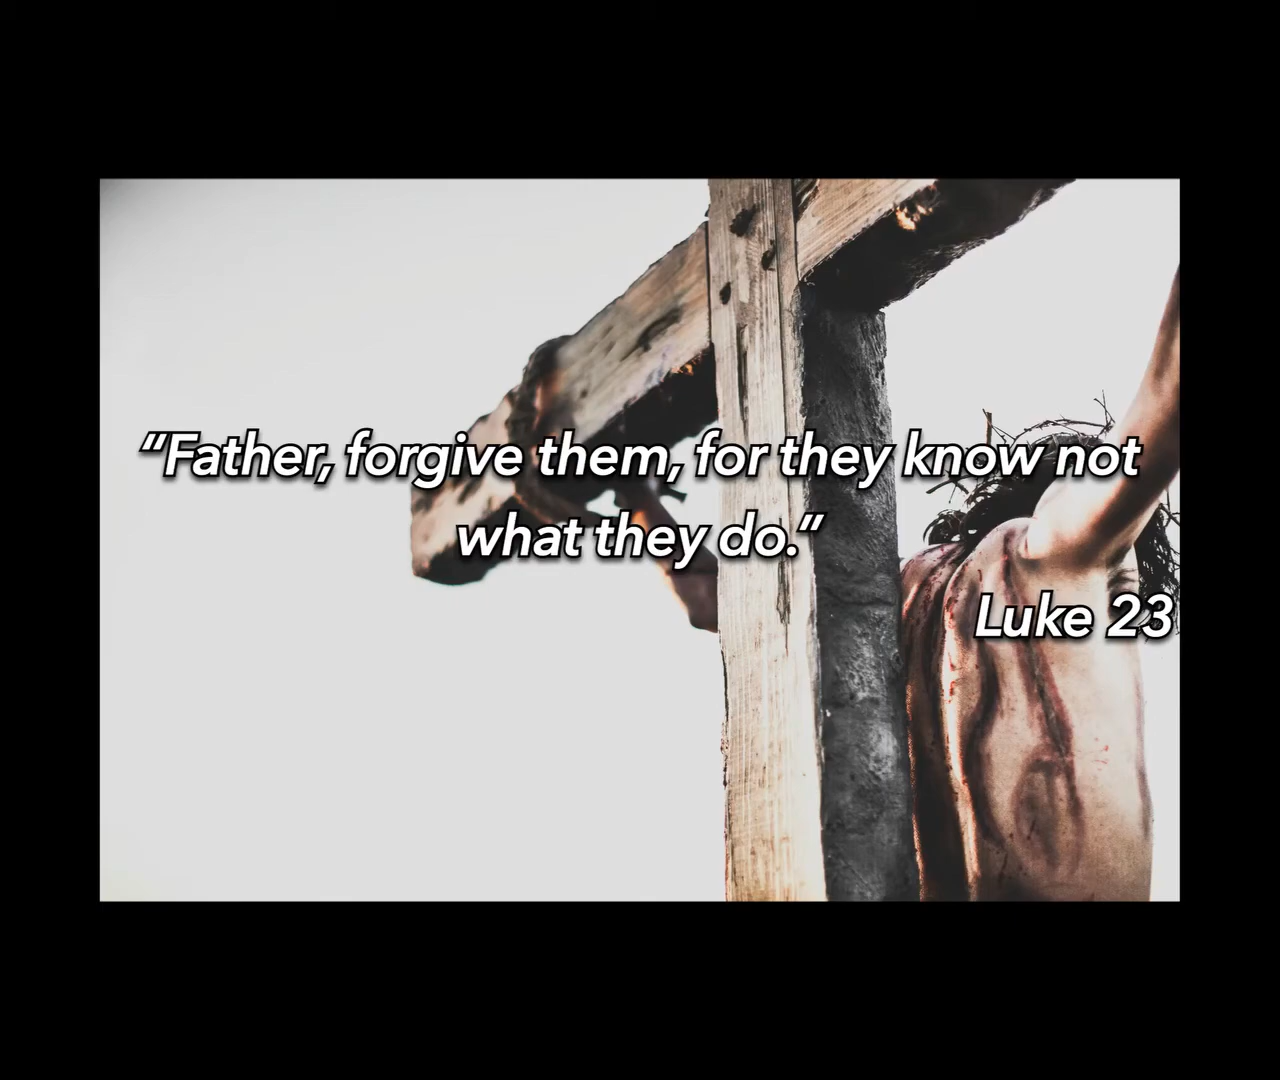 “Father, forgive them, for they know not
what they do.”
Luke 23